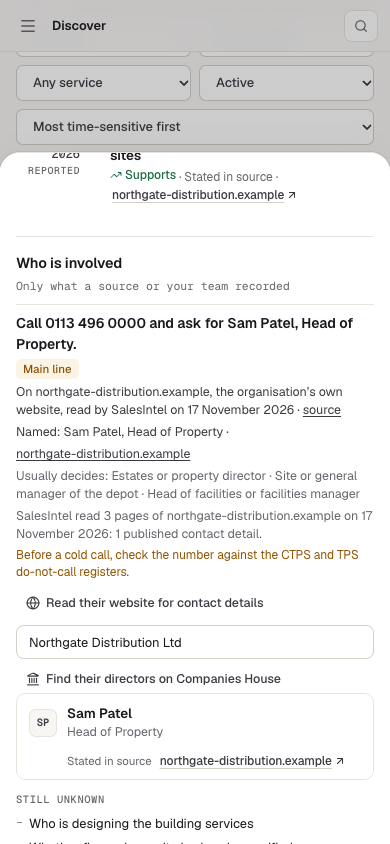 Discover
Any service
Active
Most time-sensitive first
2026
sites
REPORTED
Supports · Stated in source ·
northgate-distribution.example
Who is involved
Only what a source or your team recorded
Call 0113 496 0000 and ask for Sam Patel, Head of
Property.
Main line
On northgate-distribution.example, the organisation's own
website, read by SalesIntel on 17 November 2026 · source
Named: Sam Patel, Head of Property ·
northgate-distribution.example
Usually decides: Estates or property director · Site or general
manager of the depot · Head of facilities or facilities manager
SalesIntel read 3 pages of northgate-distribution.example on 17
November 2026: 1 published contact detail.
Before a cold call, check the number against the CTPS and TPS
do-not-call registers.
Read their website for contact details
Northgate Distribution Ltd
Find their directors on Companies House
SP
Sam Patel
Head of Property
Stated in source northgate-distribution.example
STILL UNKNOWN
– Who is designing the building services